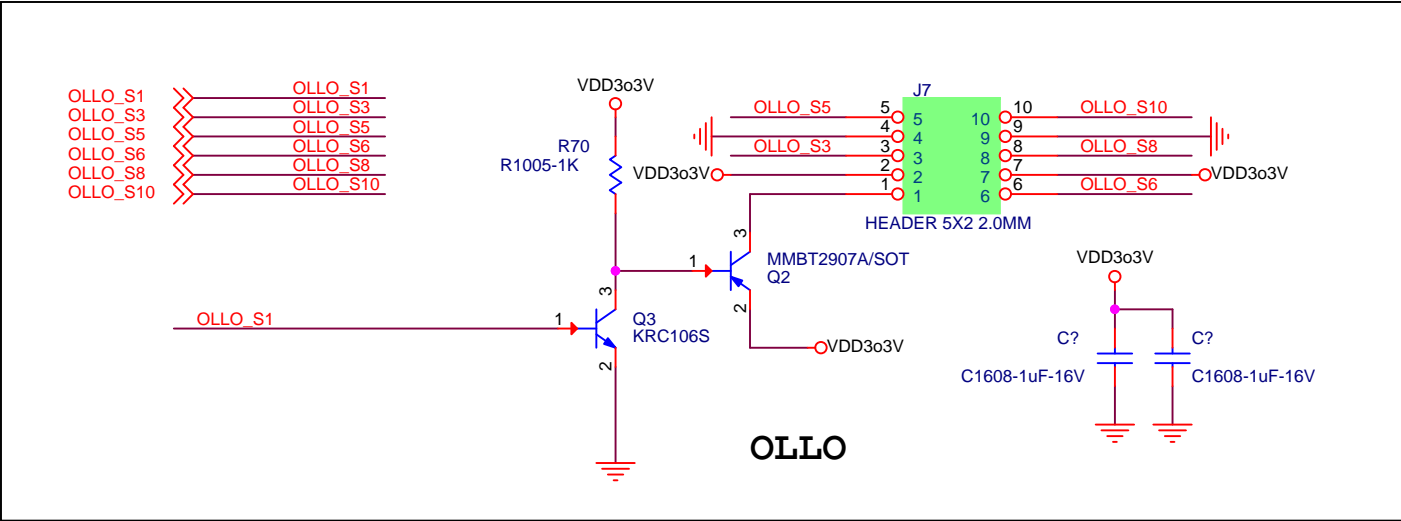 OLLO_S1 OLLO_S1
OLLO_S3 OLLO_S3
OLLO_S5 OLLO_S5
OLLO_S6 OLLO_S6
OLLO_S8 OLLO_S8
OLLO_S10 OLLO_S10
VDD3o3V
R70
R1005-1K
J7
OLLO_S5 5 5 10 10 OLLO_S10
4 4 9 9
OLLO_S3 3 3 8 8 OLLO_S8
VDD3o3V 2 2 7 7 VDD3o3V
1 1 6 6 OLLO_S6
HEADER 5X2 2.0MM
3
1
MMBT2907A/SOT
Q2
2
VDD3o3V
OLLO_S1
3
1
Q3
KRC106S
2
VDD3o3V
C? C?
C1608-1uF-16V C1608-1uF-16V
OLLO